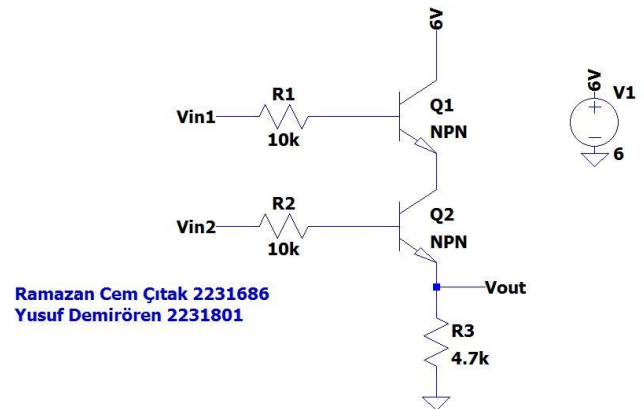 6V
R1
Vin1
10k
Q1
NPN
6V
V1
6
R2
Vin2
10k
Q2
NPN
Vout
Ramazan Cem Çıtak 2231686
Yusuf Demirören 2231801
R3
4.7k